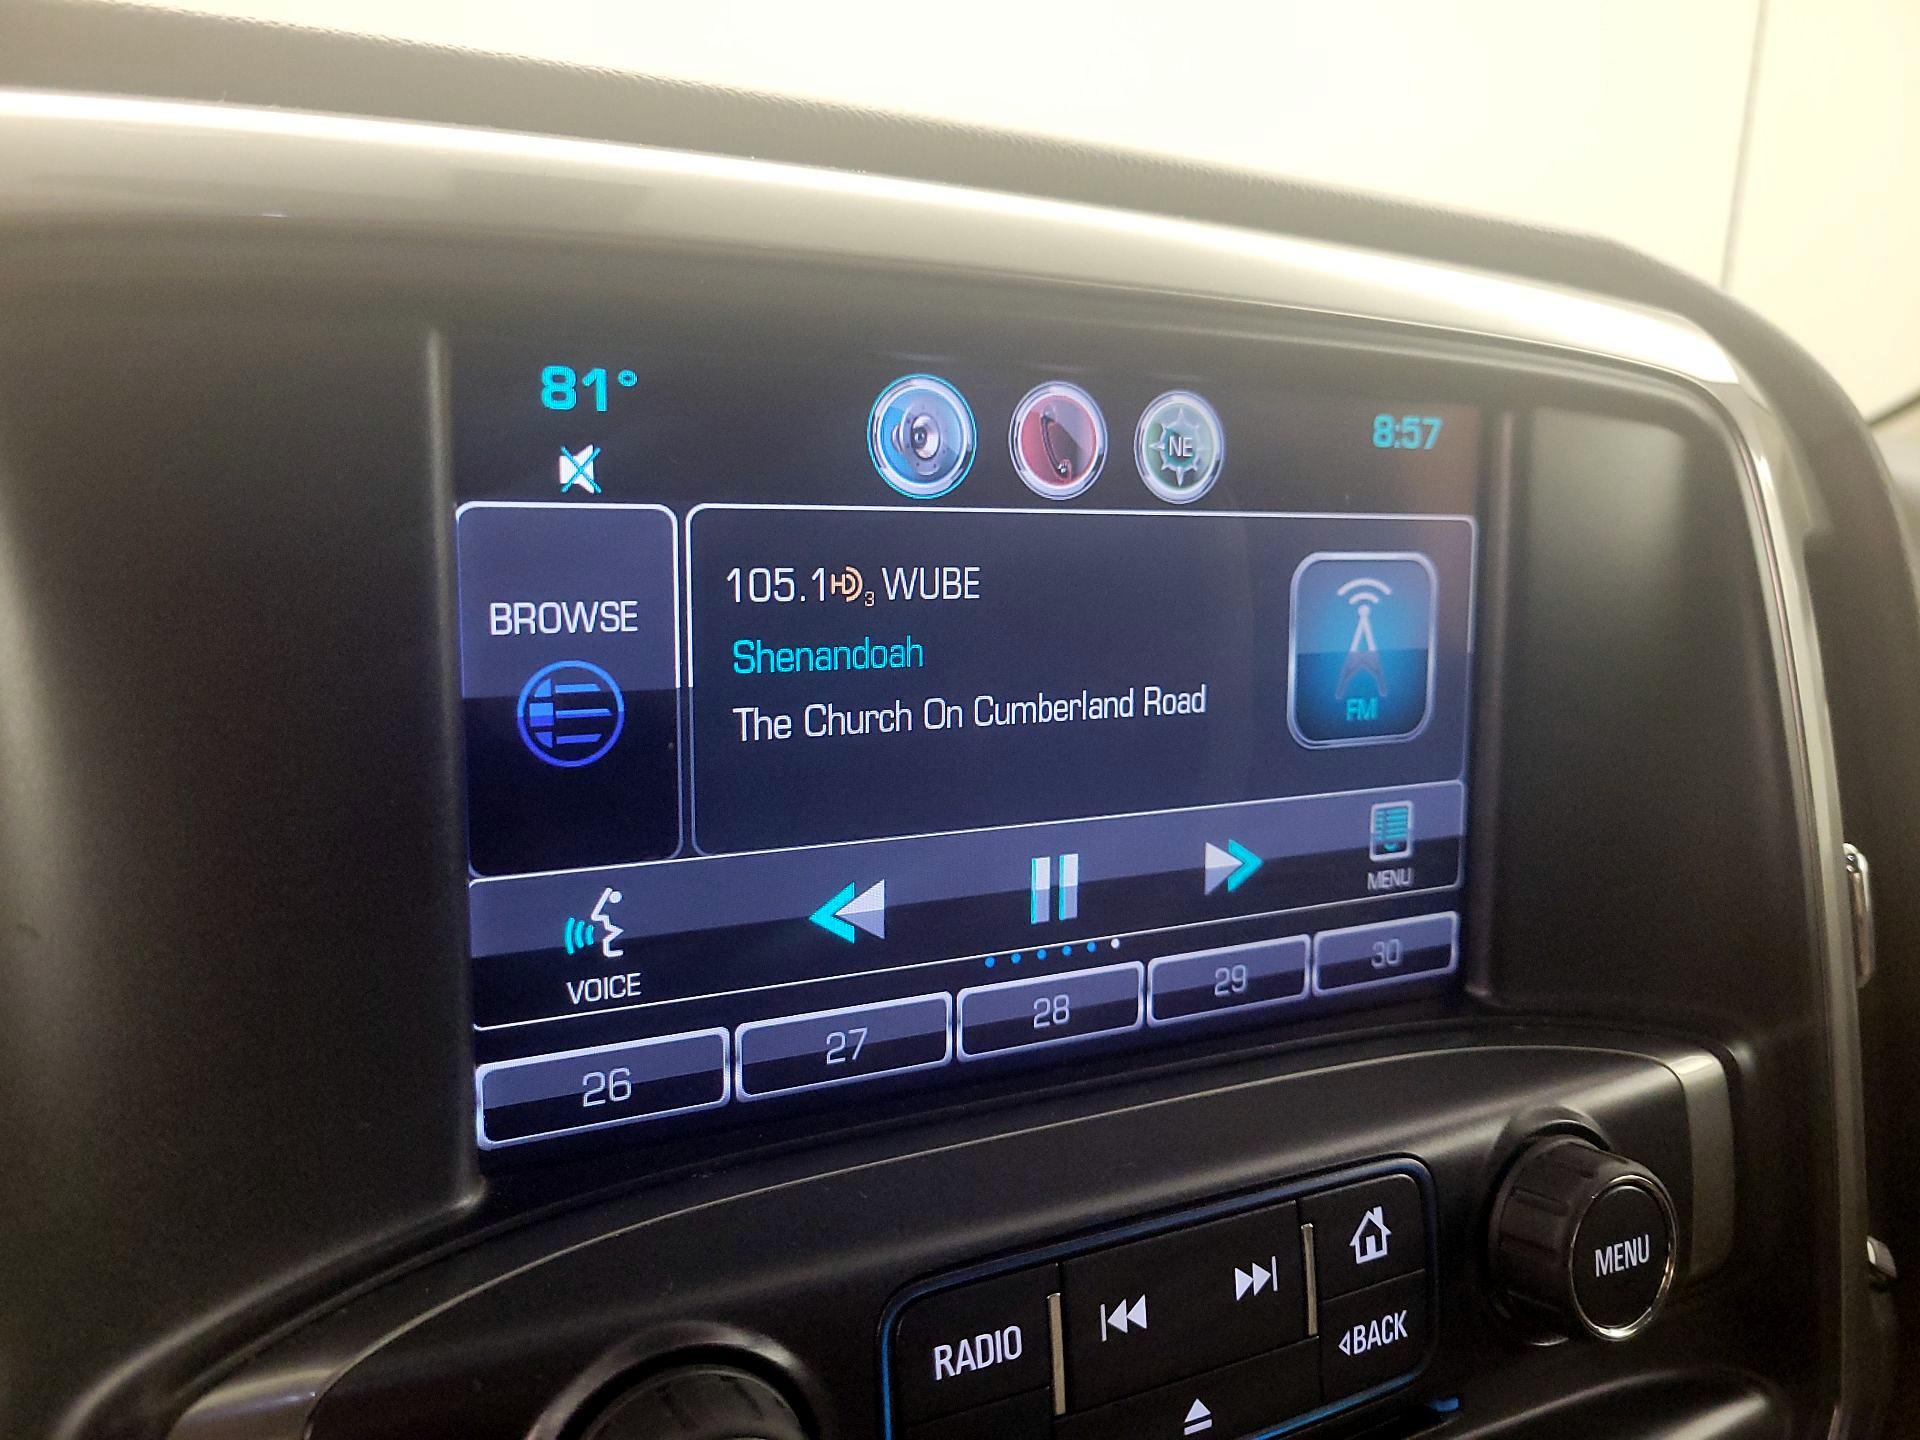 81°
NE
8:57
BROWSE
105.1 HD 3 WUBE
Shenandoah
The Church On Cumberland Road
FM
VOICE
MENU
26
27
28
29
30
RADIO
BACK
MENU